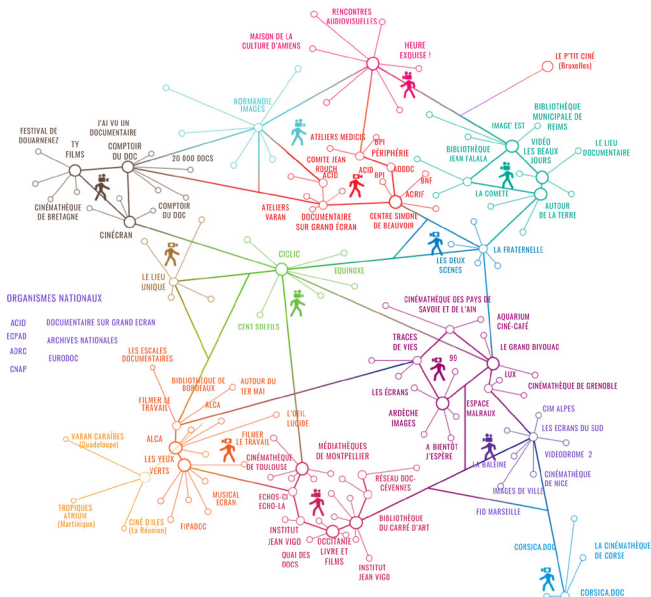 RENCONTRES
AUDIOVISUELLES
MAISON DE LA
CULTURE D'AMIENS
HEURE
EXQUISE !
LE P'TIT CINÉ
(Bruxelles)
NORMANDIE
IMAGES
BIBLIOTHÈQUE
MUNICIPALE DE
REIMS
IMAGE' EST
VIDÉO
LES BEAUX
JOURS
LE LIEU
DOCUMENTAIRE
BIBLIOTHÈQUE
JEAN FALALA
LA COMÈTE
AUTOUR
DE LA TERRE
FESTIVAL DE
DOUARNENEZ
TY
FILMS
J'AI VU UN
DOCUMENTAIRE
COMPTOIR
DU DOC
20 000 DOCS
CINÉMATHÈQUE
DE BRETAGNE
COMPTOIR
DU DOC
CINÉCRAN
ATELIERS MEDICIS
BPI
PÉRIPHÉRIE
COMITE JEAN
ROUCH
ACID
ACID
BPI
ADDOC
BNF
ACRIF
ATELIERS
VARAN
DOCUMENTAIRE
SUR GRAND ÉCRAN
CENTRE SIMONE
DE BEAUVOIR
LE LIEU
UNIQUE
CICLIC
EQUINOXE
CENT SOLEILS
LES DEUX
SCENES
LA FRATERNELLE
ORGANISMES NATIONAUX
ACID
DOCUMENTAIRE SUR GRAND ECRAN
ECPAD
ARCHIVES NATIONALES
ADRC
EURODOC
CNAP
CINÉMATHÈQUE DES PAYS DE
SAVOIE ET DE L'AIN
AQUARIUM
CINÉ-CAFÉ
TRACES
DE VIES
LE GRAND BIVOUAC
99
LUX
CINÉMATHÈQUE DE GRENOBLE
LES ÉCRANS
ARDÈCHE
IMAGES
ESPACE
MALRAUX
A BIENTÔT
J'ESPÈRE
LES ESCALES
DOCUMENTAIRES
BIBLIOTHÈQUE DE
BORDEAUX
AUTOUR DU
1ER MAI
FILMER LE
TRAVAIL
ALCA
L'OEIL
LUCIDE
ALCA
FILMER
LE TRAVAIL
LES YEUX
VERTS
MUSICAL
ECRAN
FIPADOC
VARAN CARAÏBES
(Guadeloupe)
TROPIQUES
ATRIUM
(Martinique)
CINÉ D'ILES
(La Réunion)
CINÉMATHÈQUE
DE TOULOUSE
MÉDIATHÈQUES
DE MONTPELLIER
RÉSEAU DOC-
CÉVENNES
ECHOS-CI
ECHO-LA
INSTITUT
JEAN VIGO
OCCITANIE
LIVRE ET
FILMS
QUAI DES
DOCS
BIBLIOTHÈQUE
DU CARRÉ D'ART
INSTITUT
JEAN VIGO
CIM ALPES
LES ECRANS DU SUD
VIDEODROME 2
LA BALEINE
CINÉMATHÈQUE
DE NICE
IMAGES DE VILLE
FID MARSEILLE
CORSICA.DOC
LA CINÉMATHÈQUE
DE CORSE
CORSICA.DOC